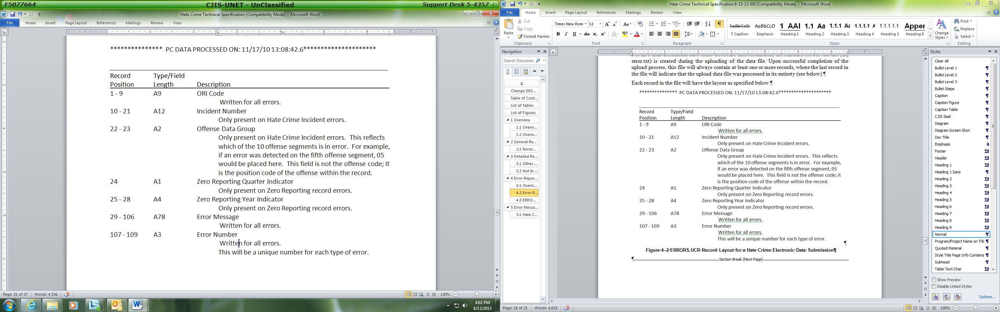 F5077664
CJIS-UNET - UnClassified
Support Desk 5-4357
Hate Crime Technical Specification [Compatibility Mode] - Microsoft Word
File Home Insert Page Layout References Mailings Review View
*************** PC DATA PROCESSED ON: 11/17/10 13:08:42.6*********************
Record Type/Field
Position Length Description
1 - 9 A9 ORI Code
Written for all errors.
10 - 21 A12 Incident Number
Only present on Hate Crime Incident errors.
22 - 23 A2 Offense Data Group
Only present on Hate Crime Incident errors. This reflects
which of the 10 offense segments is in error. For example,
if an error was detected on the fifth offense segment, 05
would be placed here. This field is not the offense code; it
is the position code of the offense within the record.
24 A1 Zero Reporting Quarter Indicator
Only present on Zero Reporting record errors.
25 - 28 A4 Zero Reporting Year Indicator
Only present on Zero Reporting record errors.
29 - 106 A78 Error Message
Written for all errors.
107 - 109 A3 Error Number
Written for all errors.
This will be a unique number for each type of error.
Page: 21 of 27 Words: 4,556 130%
4:02 PM
8/13/2013
Hate Crime Technical Specification 8-15-13 AN [Compatibility Mode] - Microsoft Word
File Home Insert Page Layout References Mailings Review View
Paste
Cut
Copy
Format Painter
Clipboard
Times New Rom 12
Font
Paragraph
AaBbCcDc AaBbCcD 1 AAI 1.1 Aa 1.1.1 Aa 1.1.1.1 A 1.1.1.1.1 Apper
¶ Caption Emphasis Heading 1 Heading 2 Heading 3 Heading 4 Heading 5 Heading 6
Styles
Change
Styles
Find
Replace
Select
Editing
Navigation
Search Documen
Change DES...
Table of Cont...
List of Tables
List of Figures
1 Overview
1.1 Overvi...
1.2 Overvi...
2 General Re...
2.1 Recor...
3 Detailed Re...
3.1 Other ...
3.2 Not In ...
4 Error Repor...
4.1 Overvi...
4.2 Error R...
4.3 ERRO...
5 Error Messa...
5.1 Hate C...
error.txt) is created during the uploading of the data file. Upon successful completion of the
upload process, this file will always contain at least one or more records, where the last record in
the file will indicate that the upload data file was processed in its entirety (see below).¶
Each record in the file will have the layout as specified below.¶
*************** PC DATA PROCESSED ON: 11/17/10 13:08:42.6*********************
Record Type/Field
Position Length Description
1 - 9 A9 ORI Code
Written for all errors.
10 - 21 A12 Incident Number
Only present on Hate Crime Incident errors.
22 - 23 A2 Offense Data Group
Only present on Hate Crime Incident errors. This reflects
which of the 10 offense segments is in error. For example,
if an error was detected on the fifth offense segment, 05
would be placed here. This field is not the offense code; it
is the position code of the offense within the record.
24 A1 Zero Reporting Quarter Indicator
Only present on Zero Reporting record errors.
25 - 28 A4 Zero Reporting Year Indicator
Only present on Zero Reporting record errors.
29 - 106 A78 Error Message
Written for all errors.
107 - 109 A3 Error Number
Written for all errors.
This will be a unique number for each type of error.
¶
Figure 4–2 ERRORS.UCR Record Layout for a Hate Crime Electronic Data Submission¶
¶ Section Break (Next Page)
Styles
Clear All
Bullet Level 1
Bullet Level 2
Bullet Level 3
Bullet Steps
Caption
Caption Figure
Caption Table
CJIS Seal
Diagram
Diagram Screen Shot
Doc Title
Emphasis
Footer
Header
Heading 1
Heading 1 Sans
Heading 2
Heading 3
Heading 4
Heading 5
Heading 6
Heading 7
Heading 8
Heading 9
Normal
Program/Project Name on Titl
Quoted Material
Style Title Page Info Condens
Subhead
Table Text Char
Show Preview
Disable Linked Styles
Options...
Page: 18 of 21 Words: 4,018 100%